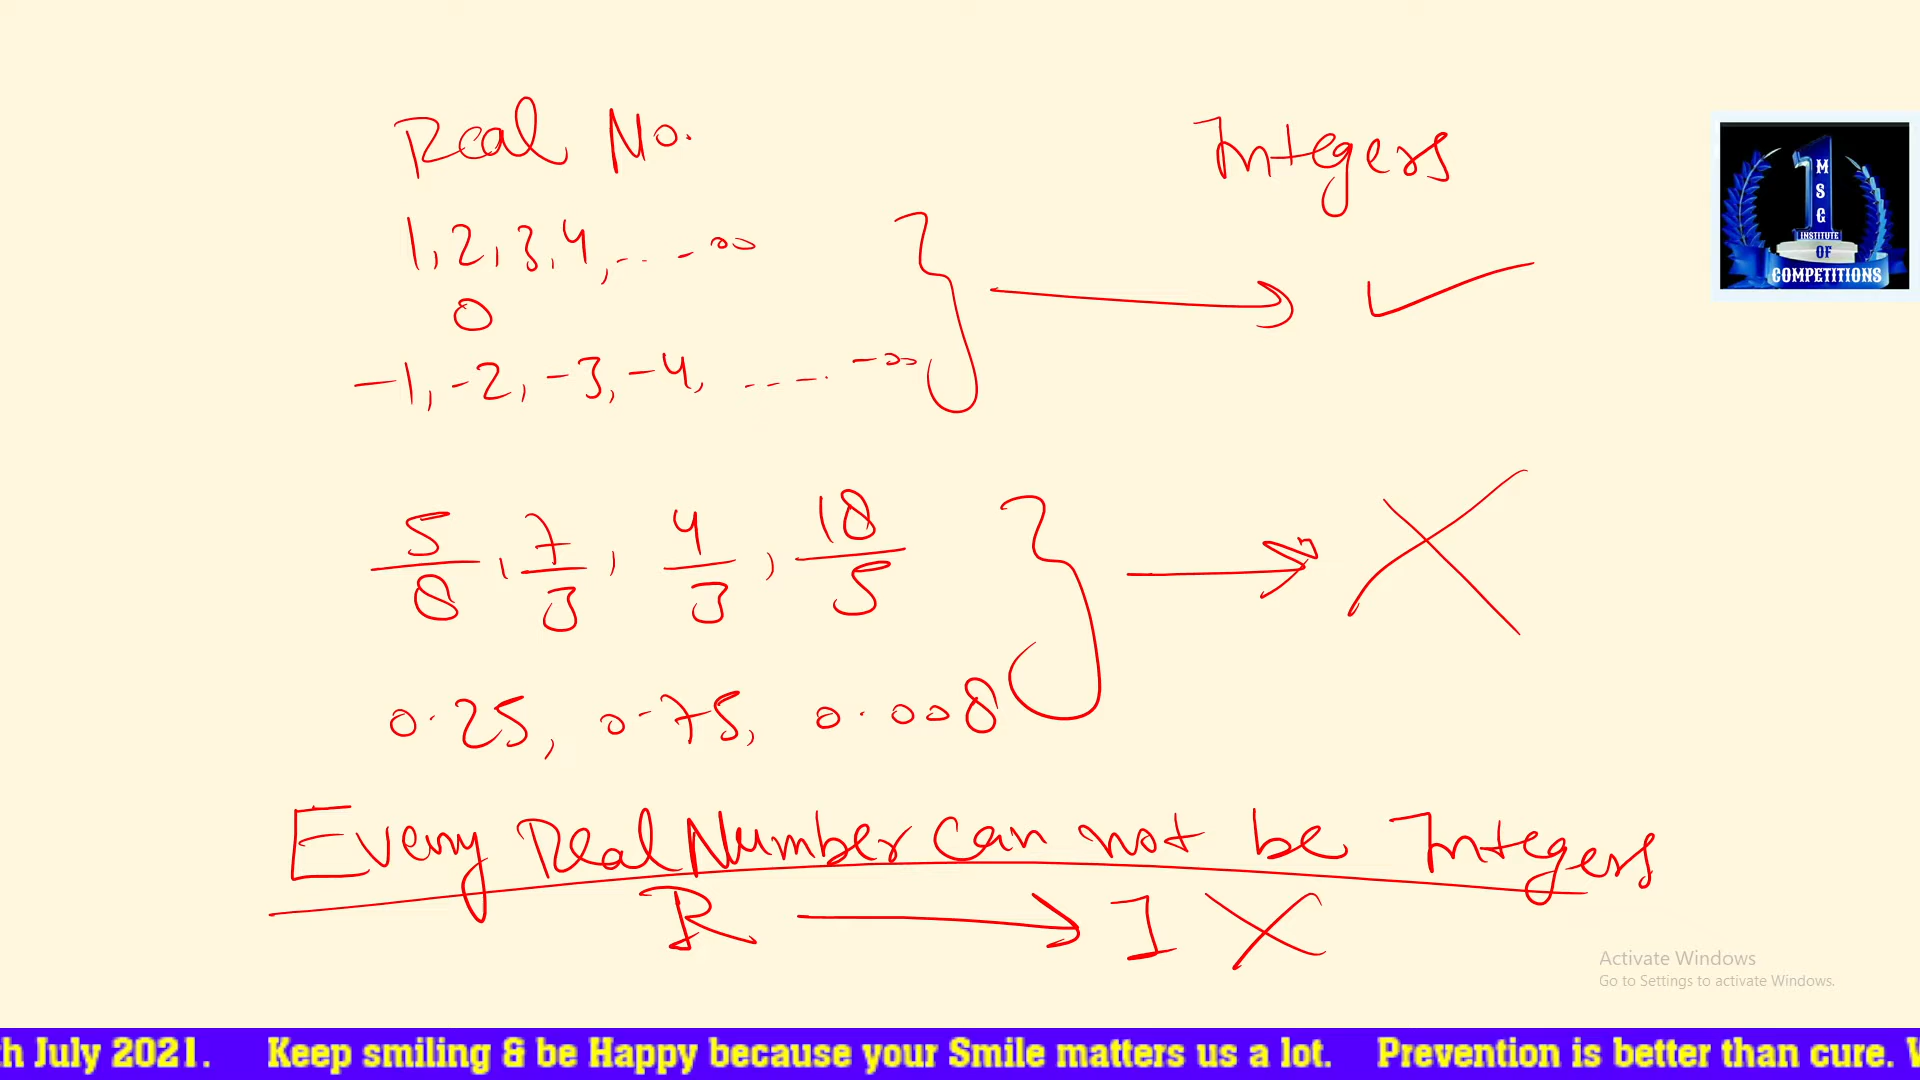 Real No.
Integers
1, 2, 3, 4, ..... ∞
0
-1, -2, -3, -4, ..... -∞
5/8, 7/3, 4/3, 18/5
0.25, 0.75, 0.008
Every Real Number can not be Integers
R → I X
1
MSG
INSTITUTE
OF
COMPETITIONS
Activate Windows
Go to Settings to activate Windows.
h July 2021. Keep smiling & be Happy because your Smile matters us a lot. Prevention is better than cure.